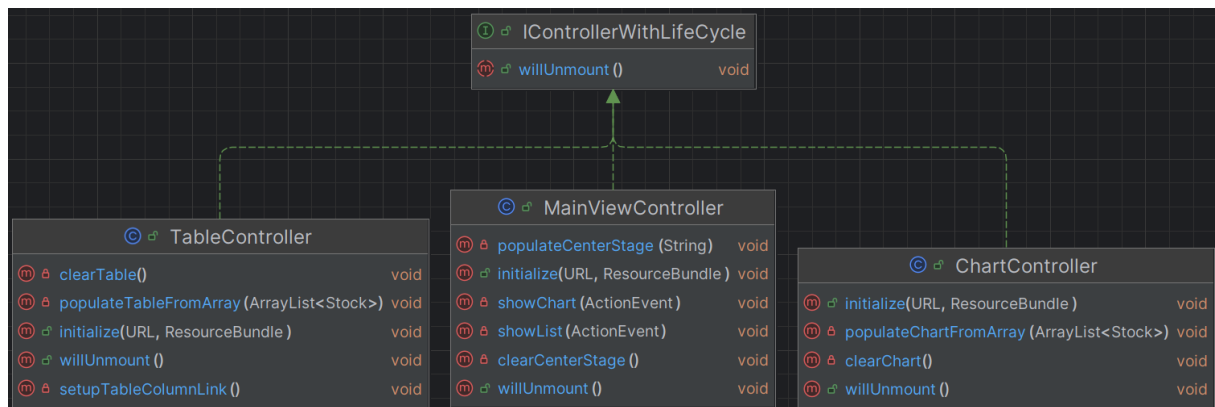 IControllerWithLifeCycle
willUnmount() void
TableController
clearTable() void
populateTableFromArray(ArrayList<Stock>) void
initialize(URL, ResourceBundle) void
willUnmount() void
setupTableColumnLink() void
MainViewController
populateCenterStage(String) void
initialize(URL, ResourceBundle) void
showChart(ActionEvent) void
showList(ActionEvent) void
clearCenterStage() void
willUnmount() void
ChartController
initialize(URL, ResourceBundle) void
populateChartFromArray(ArrayList<Stock>) void
clearChart() void
willUnmount() void